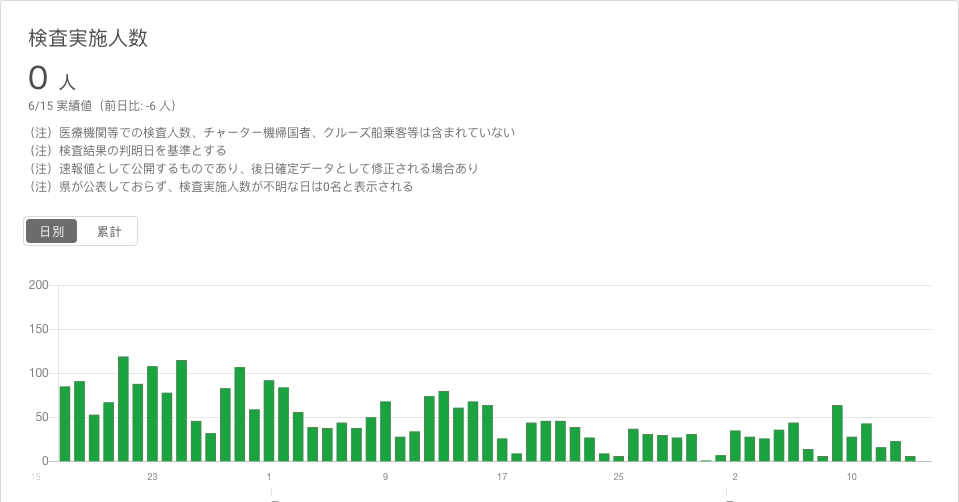 検査実施人数
0 人
6/15 実績値（前日比: -6 人）
（注）医療機関等での検査人数、チャーター機帰国者、クルーズ船乗客等は含まれていない
（注）検査結果の判明日を基準とする
（注）速報値として公開するものであり、後日確定データとして修正される場合あり
（注）県が公表しておらず、検査実施人数が不明な日は0名と表示される
日別 累計
200
150
100
50
0
15 23 1 9 17 25 2 10